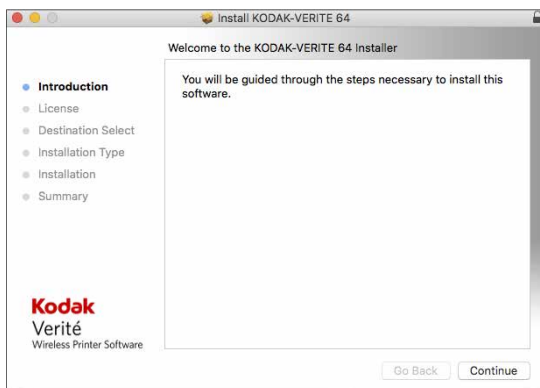 Install KODAK-VERITE 64
Welcome to the KODAK-VERITE 64 Installer
Introduction
License
Destination Select
Installation Type
Installation
Summary
You will be guided through the steps necessary to install this
software.
Kodak
Verité
Wireless Printer Software
Go Back
Continue